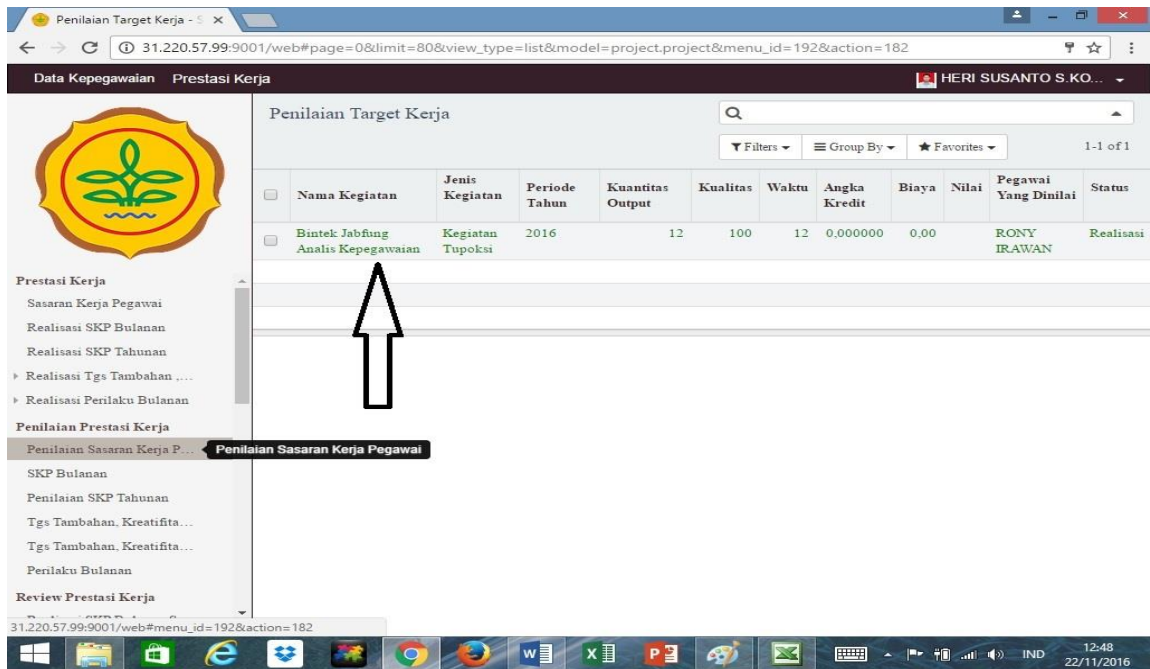 Penilaian Target Kerja - S
31.220.57.99:9001/web#page=0&limit=80&view_type=list&model=project.project&menu_id=192&action=182
Data Kepegawaian Prestasi Kerja HERI SUSANTO S.KO...
Penilaian Target Kerja
Filters Group By Favorites 1-1 of 1
Nama Kegiatan Jenis Kegiatan Periode Tahun Kuantitas Output Kualitas Waktu Angka Kredit Biaya Nilai Pegawai Yang Dinilai Status
Bintek Jabfung Analis Kepegawaian Kegiatan Tupoksi 2016 12 100 12 0,000000 0,00 RONY IRAWAN Realisasi
Prestasi Kerja
Sasaran Kerja Pegawai
Realisasi SKP Bulanan
Realisasi SKP Tahunan
Realisasi Tgs Tambahan ,...
Realisasi Perilaku Bulanan
Penilaian Prestasi Kerja
Penilaian Sasaran Kerja P... Penilaian Sasaran Kerja Pegawai
SKP Bulanan
Penilaian SKP Tahunan
Tgs Tambahan, Kreatifita...
Tgs Tambahan, Kreatifita...
Perilaku Bulanan
Review Prestasi Kerja
31.220.57.99:9001/web#menu_id=192&action=182
IND 12:48
22/11/2016